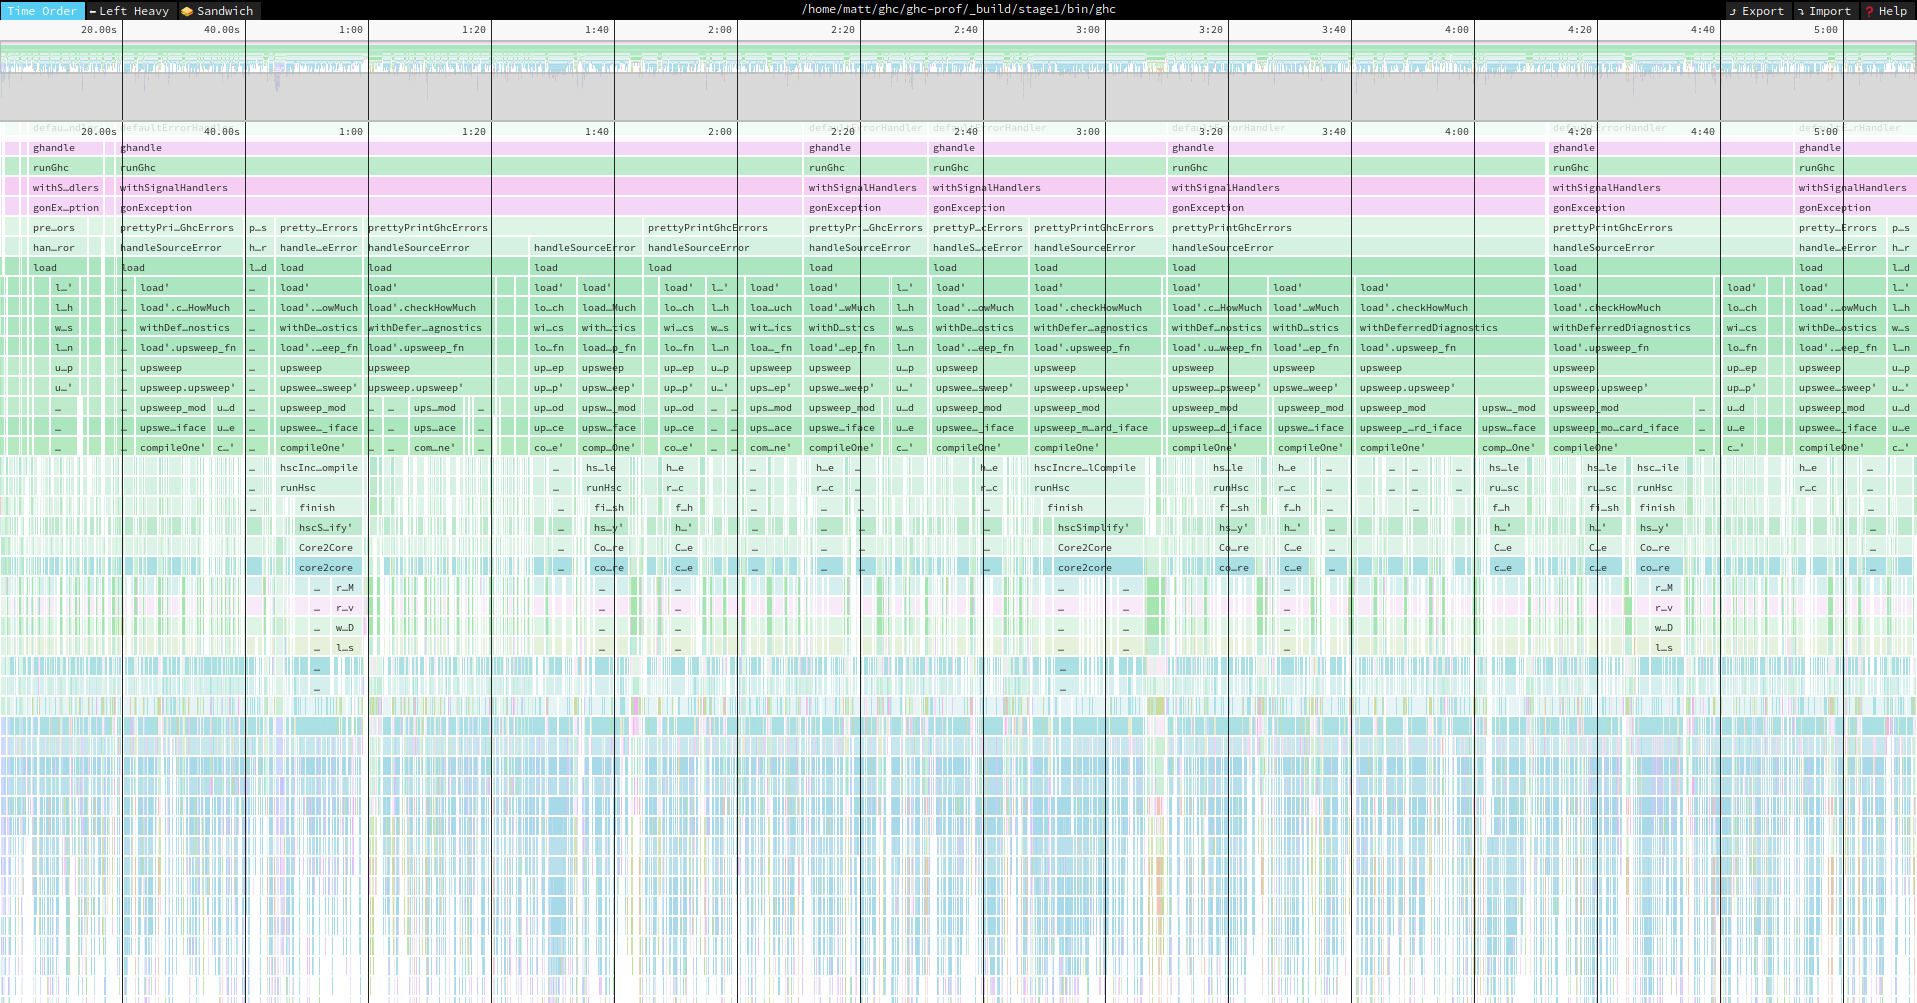 Time Order Left Heavy Sandwich /home/matt/ghc/ghc-prof/_build/stage1/bin/ghc Export Import Help
20.00s 40.00s 1:00 1:20 1:40 2:00 2:20 2:40 3:00 3:20 3:40 4:00 4:20 4:40 5:00
defau…ndler defaultErrorHandler defaultErrorHandler defaultErrorHandler defaultErrorHandler defaultErrorHandler
20.00s 40.00s 1:00 1:20 1:40 2:00 2:20 2:40 3:00 3:20 3:40 4:00 4:20 4:40 5:00
ghandle ghandle ghandle ghandle ghandle ghandle ghandle
runGhc runGhc runGhc runGhc runGhc runGhc runGhc
withS…dlers withSignalHandlers withSignalHandlers withSignalHandlers withSignalHandlers withSignalHandlers withSignalHandlers
gonEx…ption gonException gonException gonException gonException gonException gonException
pre…ors prettyPri…GhcErrors p…s pretty…Errors prettyPrintGhcErrors prettyPrintGhcErrors prettyPri…GhcErrors prettyP…cErrors prettyPrintGhcErrors prettyPrintGhcErrors prettyPrintGhcErrors pretty…Errors p…s
han…ror handleSourceError h…r handle…eError handleSourceError handleSourceError handleSourceError handleSourceError handleS…ceError handleSourceError handleSourceError handleSourceError handle…eError h…r
load load l…d load load load load load load load load load load l…d
l…' … load' … load' load' load' load' load' l…' load' load' l…' load' load' load' load' load' load' load' load' l…'
l…h … load'.c…HowMuch … load'.…owMuch load'.checkHowMuch lo…ch load…Much lo…ch l…h loa…uch load'…wMuch l…h load'.…owMuch load'.checkHowMuch load'.c…HowMuch load'…wMuch load'.checkHowMuch load'.checkHowMuch lo…ch load'.…owMuch l…h
w…s … withDef…nostics … withDe…ostics withDefer…agnostics wi…cs with…tics wi…cs w…s wit…ics withD…stics w…s withDe…ostics withDefer…agnostics withDef…nostics withD…stics withDeferredDiagnostics withDeferredDiagnostics wi…cs withDe…ostics w…s
l…n … load'.upsweep_fn … load'.…eep_fn load'.upsweep_fn lo…fn load…p_fn lo…fn l…n loa…_fn load'…ep_fn l…n load'.…eep_fn load'.upsweep_fn load'.u…weep_fn load'…ep_fn load'.upsweep_fn load'.upsweep_fn lo…fn load'.…eep_fn l…n
u…p … upsweep … upsweep upsweep up…ep upsweep up…ep u…p upsweep upsweep u…p upsweep upsweep upsweep upsweep upsweep upsweep up…ep upsweep u…p
u…' … upsweep.upsweep' … upswee…sweep' upsweep.upsweep' up…p' upsw…eep' up…p' u…' ups…ep' upswe…weep' u…' upswee…sweep' upsweep.upsweep' upsweep…psweep' upswe…weep' upsweep.upsweep' upsweep.upsweep' up…p' upswee…sweep' u…'
… … upsweep_mod u…d … upsweep_mod … … ups…mod … up…od upsw…_mod up…od … … ups…mod upsweep_mod u…d upsweep_mod upsweep_mod upsweep_mod upsweep_mod upsweep_mod upsw…_mod upsweep_mod … u…d upsweep_mod u…d
… … upswe…iface u…e … upswee…_iface … … ups…ace … up…ce upsw…face up…ce … … ups…ace upswe…iface u…e upswee…_iface upsweep_m…ard_iface upsweep…d_iface upswe…iface upsweep_…rd_iface upsw…face upsweep_mo…card_iface … u…e upswee…_iface u…e
… … compileOne' c…' … compileOne' … … com…ne' … co…e' comp…One' co…e' … … com…ne' compileOne' c…' compileOne' compileOne' compileOne' compileOne' compileOne' comp…One' compileOne' … c…' compileOne' c…'
… hscInc…ompile … hs…le h…e … h…e … h…e hscIncre…lCompile hs…le h…e … … … … hs…le hs…le hsc…ile h…e …
… runHsc … runHsc r…c … r…c … r…c runHsc runHsc r…c … … … … ru…sc ru…sc runHsc r…c …
… finish … fi…sh f…h … … … … finish fi…sh f…h … f…h fi…sh finish …
hscS…ify' … hs…y' h…' … … … … hscSimplify' hs…y' h…' … h…' h…' hs…y' …
Core2Core … Co…re C…e … … … … Core2Core Co…re C…e … C…e C…e Co…re …
core2core … co…re c…e … … … … core2core co…re c…e … c…e c…e co…re …
… r…M … … … … … r…M
… r…v … … … … … r…v
… w…D … … … … … w…D
… l…s … … … … … l…s
… …
… …